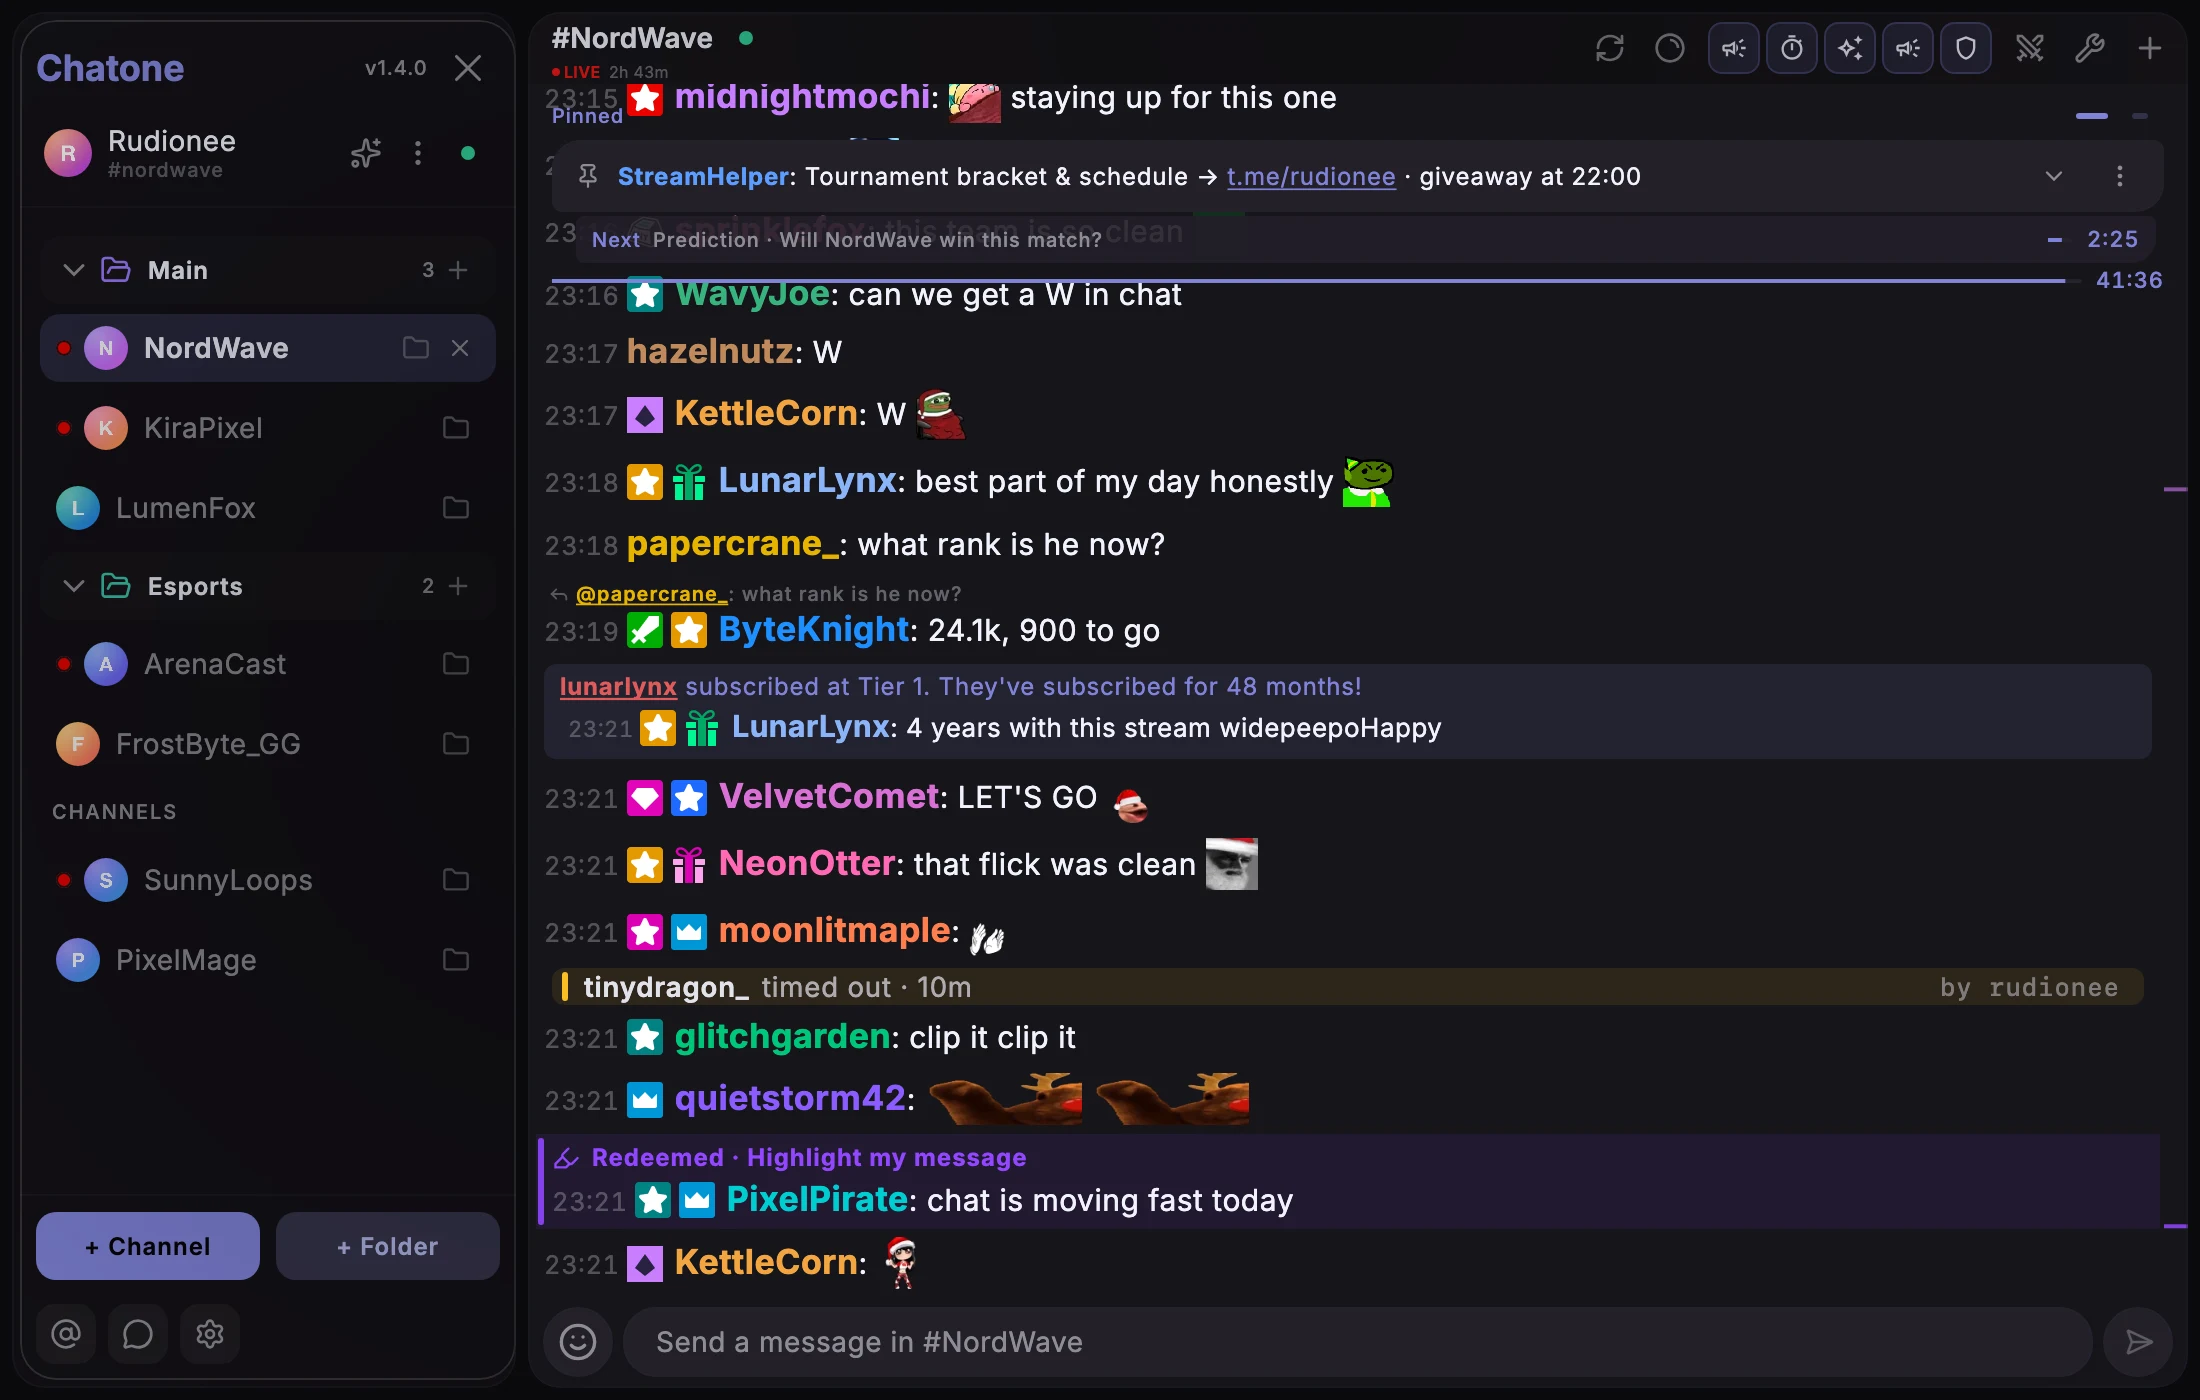 Chatone
v1.4.0
R
Rudionee
#nordwave
Main
3
N
NordWave
K
KiraPixel
L
LumenFox
Esports
2
A
ArenaCast
F
FrostByte_GG
CHANNELS
S
SunnyLoops
P
PixelMage
+ Channel
+ Folder
#NordWave
LIVE 2h 43m
23:15 midnightmochi: staying up for this one
Pinned
StreamHelper: Tournament bracket & schedule → t.me/rudionee · giveaway at 22:00
sprinklefox: this team is so clean
Next Prediction · Will NordWave win this match?
2:25
41:36
23:16 WavyJoe: can we get a W in chat
23:17 hazelnutz: W
23:17 KettleCorn: W
23:18 LunarLynx: best part of my day honestly
23:18 papercrane_: what rank is he now?
@papercrane_: what rank is he now?
23:19 ByteKnight: 24.1k, 900 to go
lunarlynx subscribed at Tier 1. They've subscribed for 48 months!
23:21 LunarLynx: 4 years with this stream widepeepoHappy
23:21 VelvetComet: LET'S GO
23:21 NeonOtter: that flick was clean
23:21 moonlitmaple:
tinydragon_ timed out · 10m
by rudionee
23:21 glitchgarden: clip it clip it
23:21 quietstorm42:
Redeemed · Highlight my message
23:21 PixelPirate: chat is moving fast today
23:21 KettleCorn:
Send a message in #NordWave